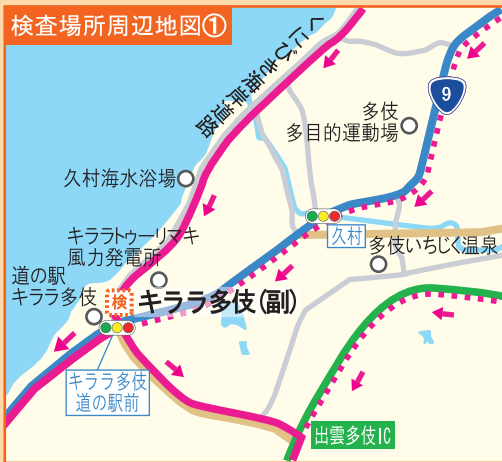 検査場所周辺地図①
くにびき海岸道路
9
多伎
多目的運動場
久村海水浴場
久村
キララトゥーリマキ
風力発電所
多伎いちじく温泉
道の駅
キララ多伎
検
キララ多伎(副)
キララ多伎
道の駅前
出雲多伎IC